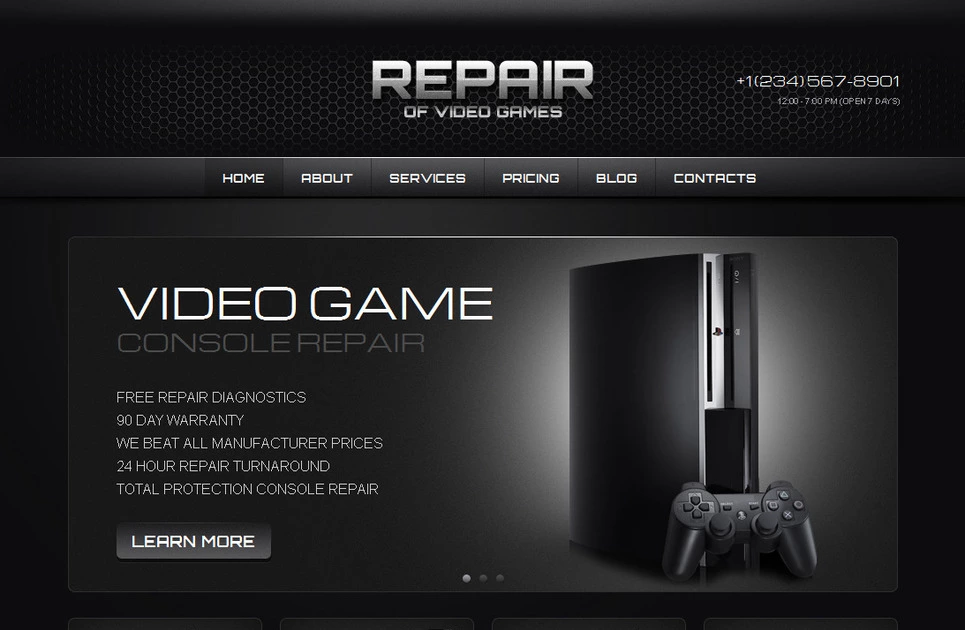 REPAIR
OF VIDEO GAMES
+1(234)567-8901
12:00 - 7:00 PM (OPEN 7 DAYS)
HOME
ABOUT
SERVICES
PRICING
BLOG
CONTACTS
VIDEO GAME
CONSOLE REPAIR
FREE REPAIR DIAGNOSTICS
90 DAY WARRANTY
WE BEAT ALL MANUFACTURER PRICES
24 HOUR REPAIR TURNAROUND
TOTAL PROTECTION CONSOLE REPAIR
LEARN MORE